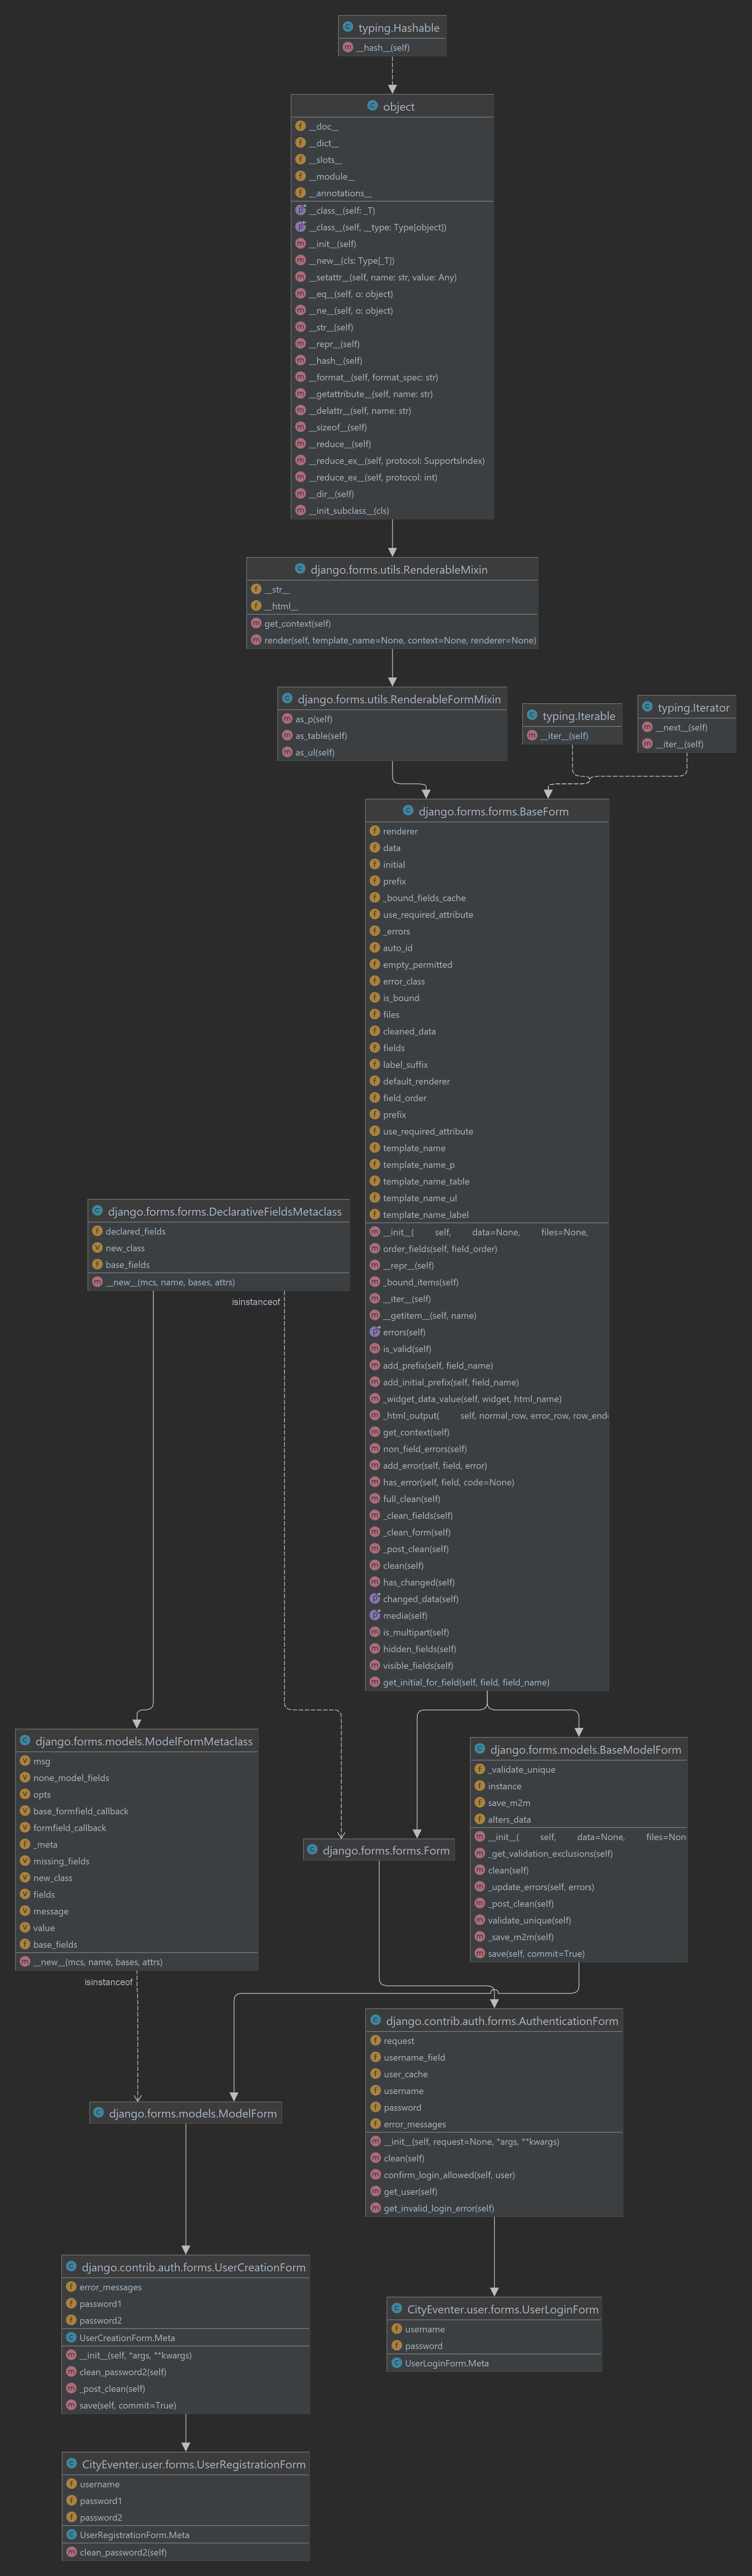 typing.Hashable
__hash__(self)
object
__doc__
__dict__
__slots__
__module__
__annotations__
__class__(self: _T)
__class__(self, __type: Type[object])
__init__(self)
__new__(cls: Type[_T])
__setattr__(self, name: str, value: Any)
__eq__(self, o: object)
__ne__(self, o: object)
__str__(self)
__repr__(self)
__hash__(self)
__format__(self, format_spec: str)
__getattribute__(self, name: str)
__delattr__(self, name: str)
__sizeof__(self)
__reduce__(self)
__reduce_ex__(self, protocol: SupportsIndex)
__reduce_ex__(self, protocol: int)
__dir__(self)
__init_subclass__(cls)
django.forms.utils.RenderableMixin
__str__
__html__
get_context(self)
render(self, template_name=None, context=None, renderer=None)
django.forms.utils.RenderableFormMixin
as_p(self)
as_table(self)
as_ul(self)
typing.Iterable
__iter__(self)
typing.Iterator
__next__(self)
__iter__(self)
django.forms.forms.BaseForm
renderer
data
initial
prefix
_bound_fields_cache
use_required_attribute
_errors
auto_id
empty_permitted
error_class
is_bound
files
cleaned_data
fields
label_suffix
default_renderer
field_order
prefix
use_required_attribute
template_name
template_name_p
template_name_table
template_name_ul
template_name_label
__init__( self, data=None, files=None,
order_fields(self, field_order)
__repr__(self)
_bound_items(self)
__iter__(self)
__getitem__(self, name)
errors(self)
is_valid(self)
add_prefix(self, field_name)
add_initial_prefix(self, field_name)
_widget_data_value(self, widget, html_name)
_html_output( self, normal_row, error_row, row_end
get_context(self)
non_field_errors(self)
add_error(self, field, error)
has_error(self, field, code=None)
full_clean(self)
_clean_fields(self)
_clean_form(self)
_post_clean(self)
clean(self)
has_changed(self)
changed_data(self)
media(self)
is_multipart(self)
hidden_fields(self)
visible_fields(self)
get_initial_for_field(self, field, field_name)
django.forms.forms.DeclarativeFieldsMetaclass
declared_fields
new_class
base_fields
__new__(mcs, name, bases, attrs)
isinstanceof
django.forms.models.ModelFormMetaclass
msg
none_model_fields
opts
base_formfield_callback
formfield_callback
_meta
missing_fields
new_class
fields
message
value
base_fields
__new__(mcs, name, bases, attrs)
isinstanceof
django.forms.models.BaseModelForm
_validate_unique
instance
save_m2m
alters_data
__init__( self, data=None, files=Non
_get_validation_exclusions(self)
clean(self)
_update_errors(self, errors)
_post_clean(self)
validate_unique(self)
_save_m2m(self)
save(self, commit=True)
django.forms.forms.Form
django.contrib.auth.forms.AuthenticationForm
request
username_field
user_cache
username
password
error_messages
__init__(self, request=None, *args, **kwargs)
clean(self)
confirm_login_allowed(self, user)
get_user(self)
get_invalid_login_error(self)
django.forms.models.ModelForm
django.contrib.auth.forms.UserCreationForm
error_messages
password1
password2
UserCreationForm.Meta
__init__(self, *args, **kwargs)
clean_password2(self)
_post_clean(self)
save(self, commit=True)
CityEventer.user.forms.UserLoginForm
username
password
UserLoginForm.Meta
CityEventer.user.forms.UserRegistrationForm
username
password1
password2
UserRegistrationForm.Meta
clean_password2(self)